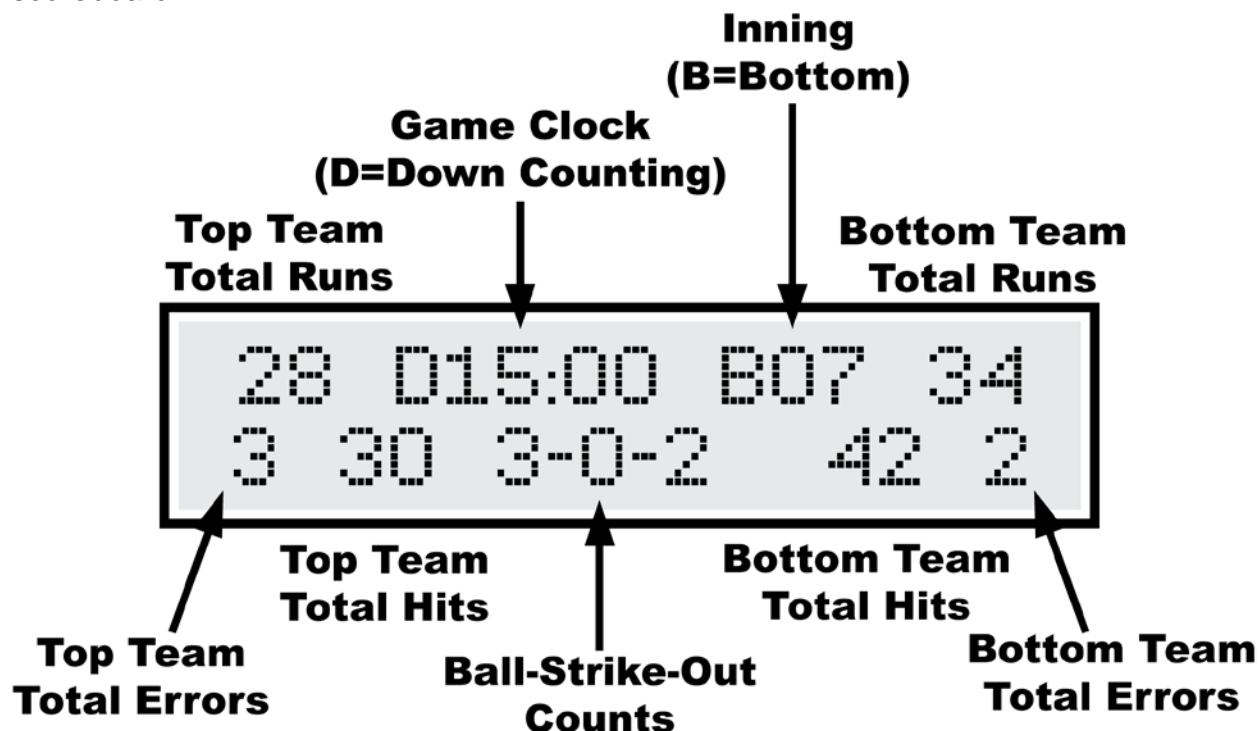 Inning
(B=Bottom)
Game Clock
(D=Down Counting)
Top Team
Total Runs
Bottom Team
Total Runs
28 D15:00 B07 34
3 30 3-0-2 42 2
Top Team
Total Hits
Bottom Team
Total Hits
Top Team
Total Errors
Ball-Strike-Out
Counts
Bottom Team
Total Errors